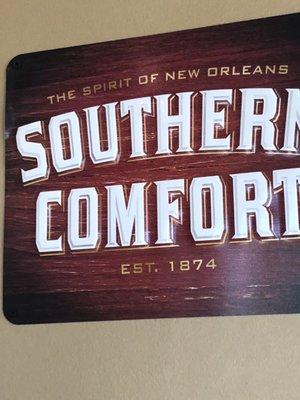 THE SPIRIT OF NEW ORLEANS
SOUTHERN
COMFORT
EST. 1874